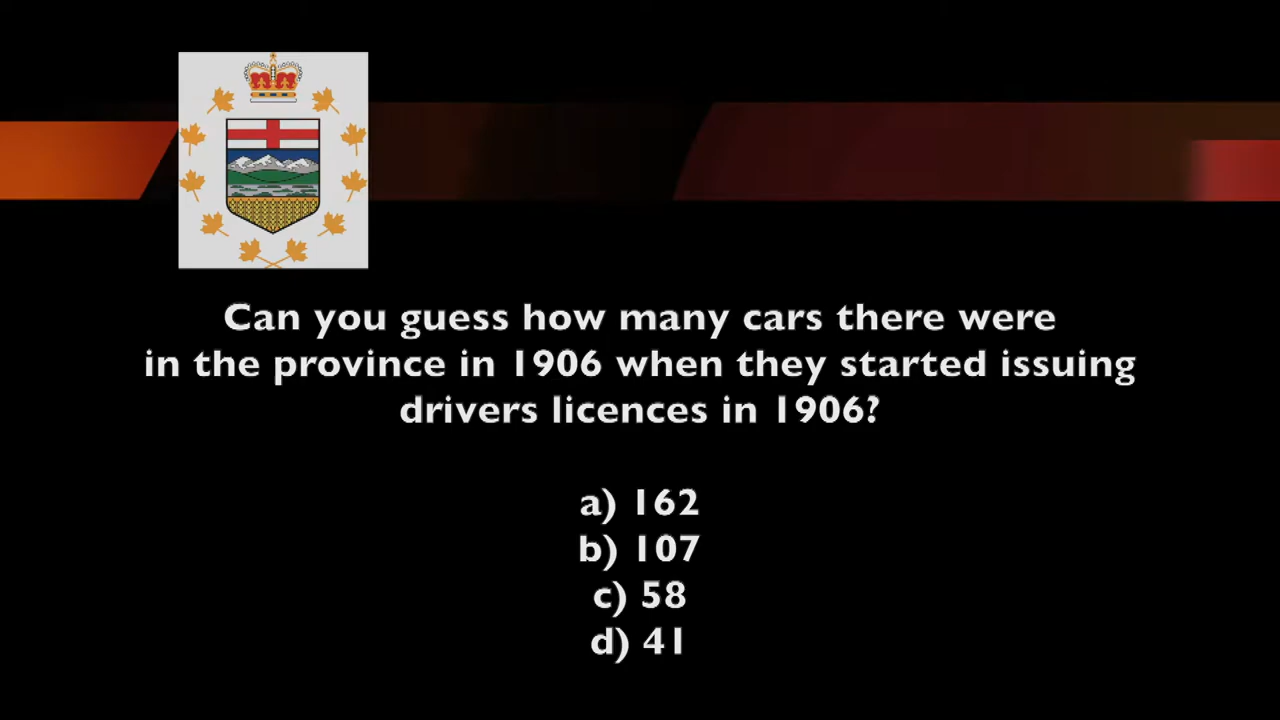 Can you guess how many cars there were
in the province in 1906 when they started issuing
drivers licences in 1906?
a) 162
b) 107
c) 58
d) 41